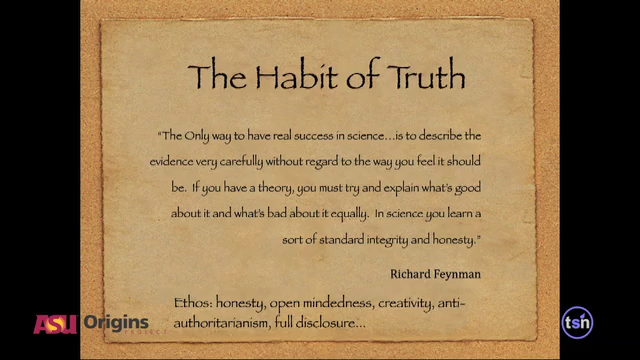 The Habit of Truth
"The Only way to have real success in science...is to describe the
evidence very carefully without regard to the way you feel it should
be. If you have a theory, you must try and explain what's good
about it and what's bad about it equally. In science you learn a
sort of standard integrity and honesty."
Richard Feynman
Ethos: honesty, open mindedness, creativity, anti-
authoritarianism, full disclosure...
ASU Origins
PROJECT
tsn